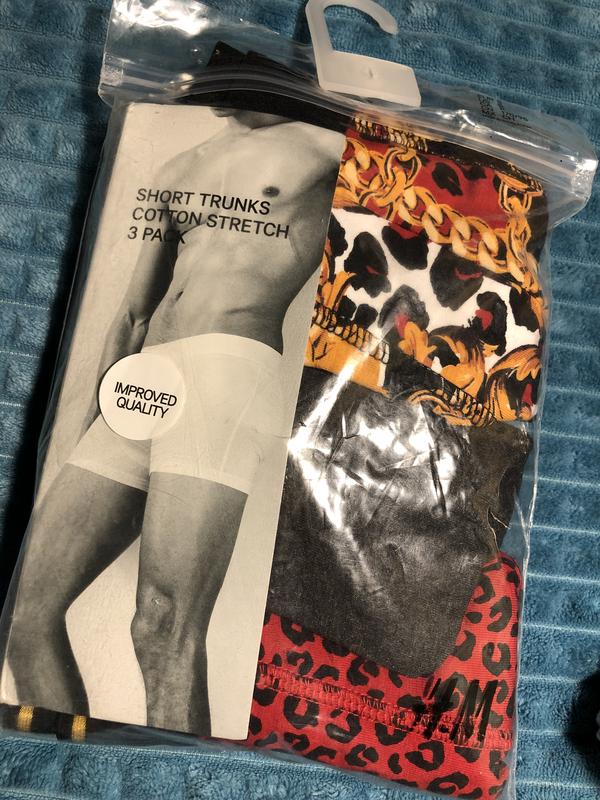 SHORT TRUNKS
COTTON STRETCH
3 PACK
IMPROVED
QUALITY
H&M